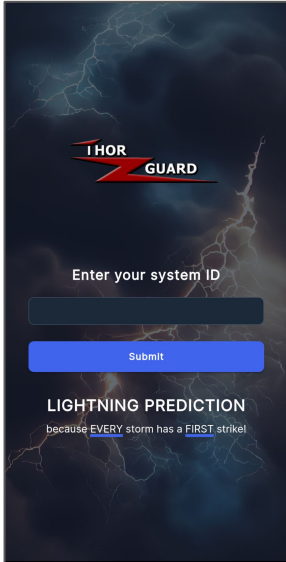 THOR
GUARD
Enter your system ID
Submit
LIGHTNING PREDICTION
because EVERY storm has a FIRST strike!